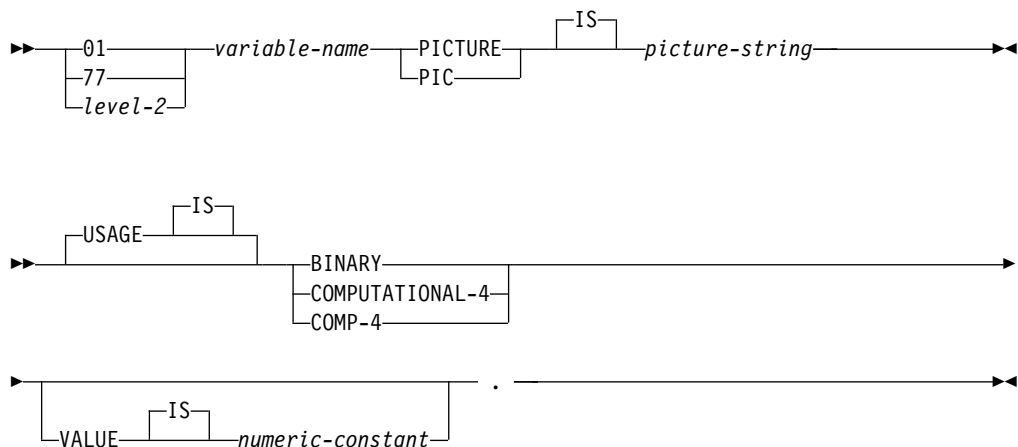 IS
01 variable-name PICTURE picture-string
77 PIC
level-2
IS
USAGE
BINARY
COMPUTATIONAL-4
COMP-4
.
IS
VALUE numeric-constant